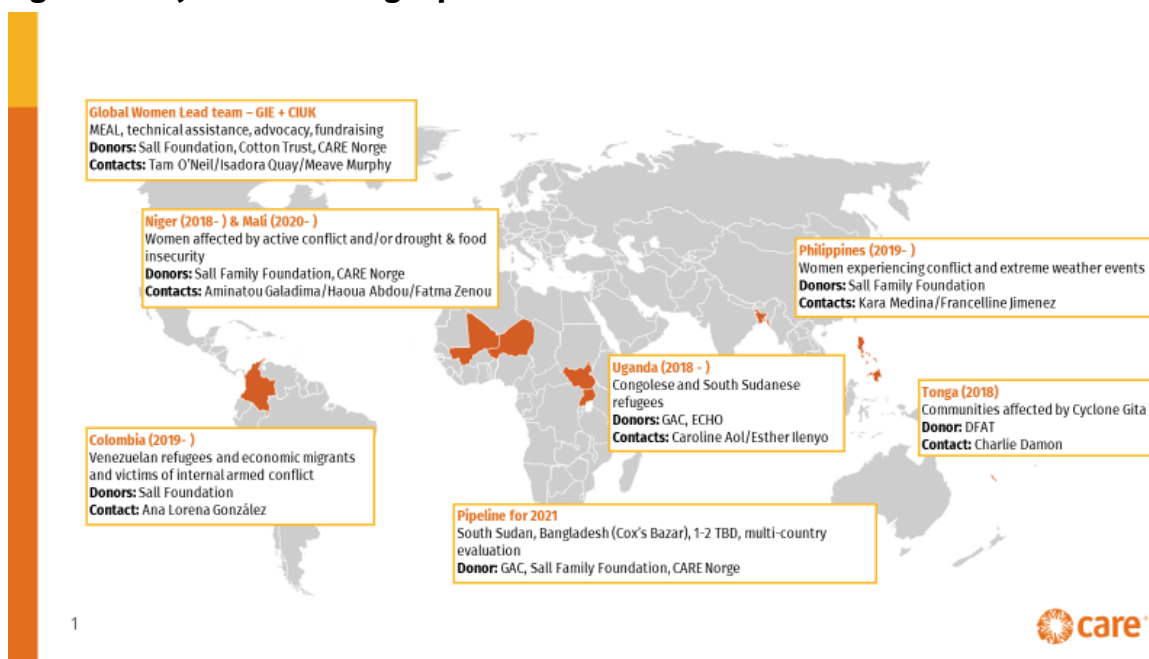 Global Women Lead team – GIE + CIUK
MEAL, technical assistance, advocacy, fundraising
Donors: Sall Foundation, Cotton Trust, CARE Norge
Contacts: Tam O'Neil/Isadora Quay/Meave Murphy
Niger (2018- ) & Mali (2020- )
Women affected by active conflict and/or drought & food
insecurity
Donors: Sall Family Foundation, CARE Norge
Contacts: Aminatou Galadima/Haoua Abdou/Fatma Zenou
Philippines (2019- )
Women experiencing conflict and extreme weather events
Donors: Sall Family Foundation
Contacts: Kara Medina/Francelline Jimenez
Uganda (2018 - )
Congolese and South Sudanese
refugees
Donors: GAC, ECHO
Contacts: Caroline Aol/Esther Ilenyo
Tonga (2018)
Communities affected by Cyclone Gita
Donor: DFAT
Contact: Charlie Damon
Colombia (2019- )
Venezuelan refugees and economic migrants
and victims of internal armed conflict
Donors: Sall Foundation
Contact: Ana Lorena González
Pipeline for 2021
South Sudan, Bangladesh (Cox's Bazar), 1-2 TBD, multi-country
evaluation
Donor: GAC, Sall Family Foundation, CARE Norge
1
care